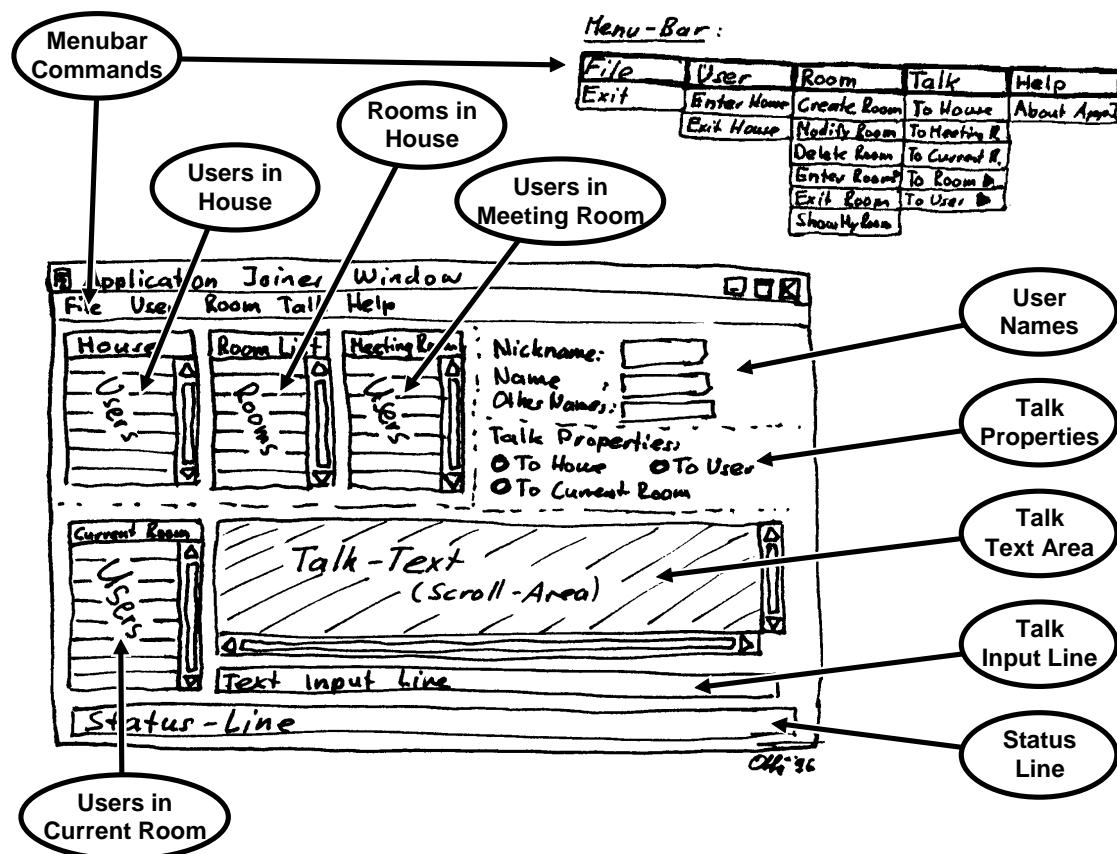 Menu-Bar:
Menubar
Commands
File User Room Talk Help
Exit Enter House Create Room To House About
Exit House Modify Room To Meeting R.
Delete Room To Current R.
Enter Room To Room
Exit Room To User
Show My Room
Rooms in
House
Users in
House
Users in
Meeting Room
Application Joiner Window
File User Room Talk Help
House Room List Meeting Room
Users Rooms Users
Nickname:
Name :
Other Names:
Talk Properties:
To House To User
To Current Room
User
Names
Talk
Properties
Current Room
Users
Talk-Text
(Scroll-Area)
Text Input Line
Status-Line
Talk
Text Area
Talk
Input Line
Status
Line
Users in
Current Room